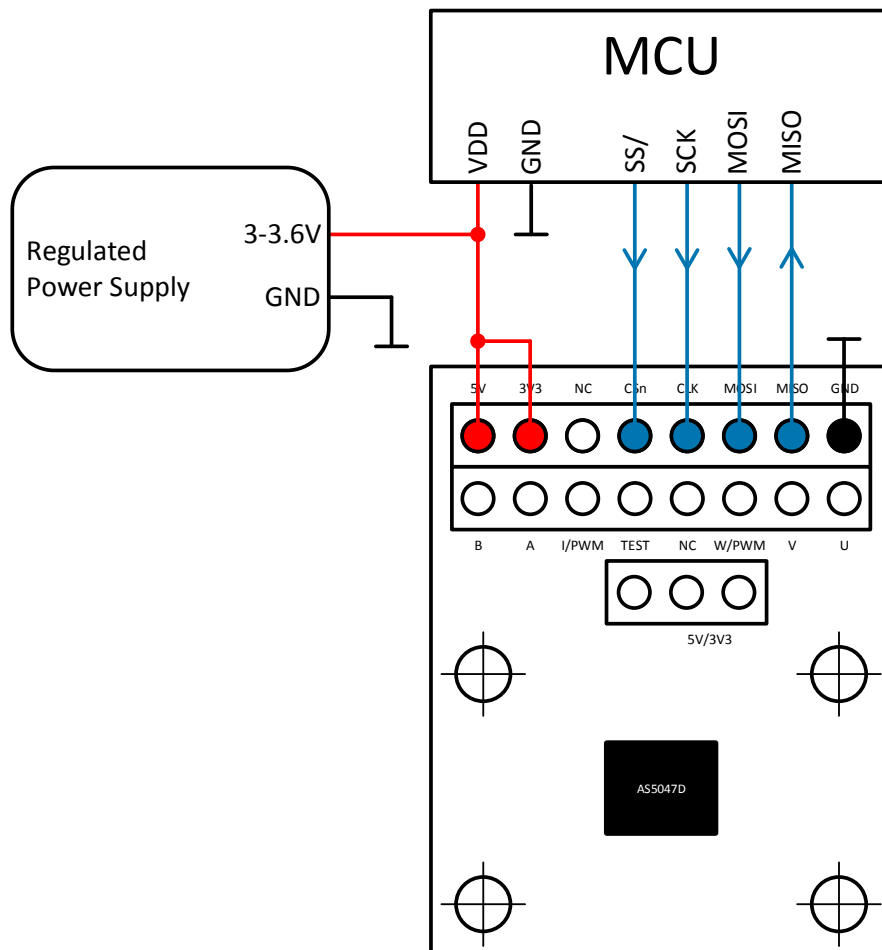 MCU
VDD
GND
SS/
SCK
MOSI
MISO
3-3.6V
Regulated
Power Supply
GND
5V 3V3 NC CSn CLK MOSI MISO GND
B A I/PWM TEST NC W/PWM V U
5V/3V3
AS5047D